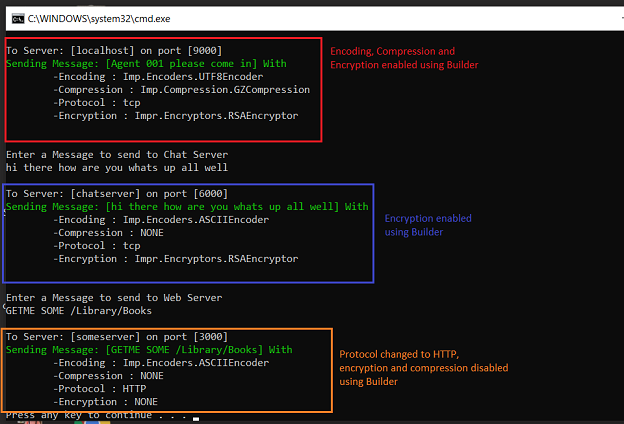 C:\WINDOWS\system32\cmd.exe
To Server: [localhost] on port [9000]
Sending Message: [Agent 001 please come in] With
-Encoding : Imp.Encoders.UTF8Encoder
-Compression : Imp.Compression.GZCompression
-Protocol : tcp
-Encryption : Impr.Encryptors.RSAEncryptor
Encoding, Compression and
Encryption enabled using Builder
Enter a Message to send to Chat Server
hi there how are you whats up all well
To Server: [chatserver] on port [6000]
Sending Message: [hi there how are you whats up all well] With
-Encoding : Imp.Encoders.ASCIIEncoder
-Compression : NONE
-Protocol : tcp
-Encryption : Impr.Encryptors.RSAEncryptor
Encryption enabled
using Builder
Enter a Message to send to Web Server
GETME SOME /Library/Books
To Server: [someserver] on port [3000]
Sending Message: [GETME SOME /Library/Books] With
-Encoding : Imp.Encoders.ASCIIEncoder
-Compression : NONE
-Protocol : HTTP
-Encryption : NONE
Protocol changed to HTTP,
encryption and compression disabled
using Builder
Press any key to continue . . .